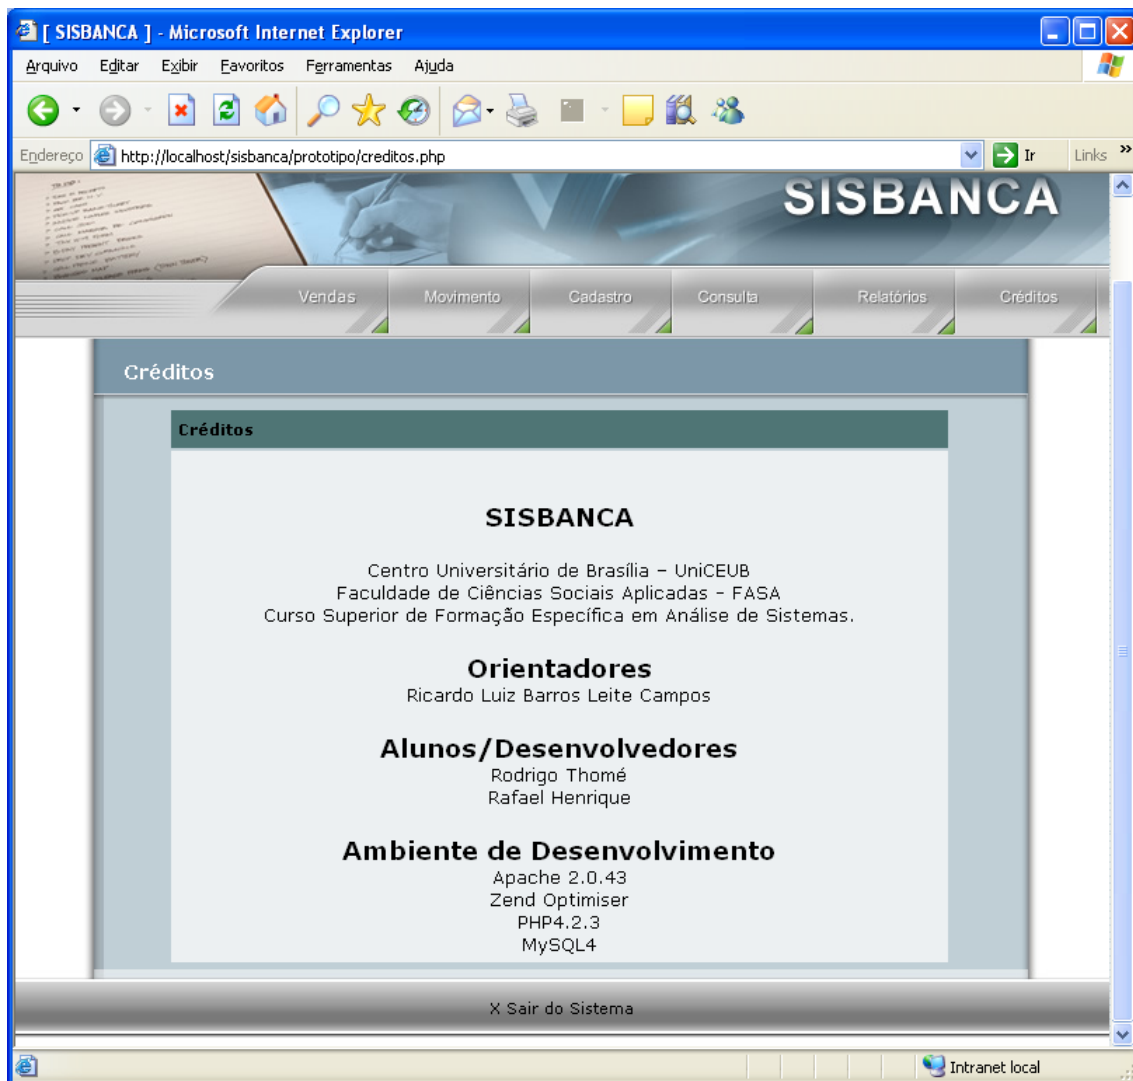 [ SISBANCA ] - Microsoft Internet Explorer
Arquivo Editar Exibir Favoritos Ferramentas Ajuda
Endereço http://localhost/sisbanca/prototipo/creditos.php Ir Links »
SISBANCA
Vendas Movimento Cadastro Consulta Relatórios Créditos
Créditos
Créditos
SISBANCA
Centro Universitário de Brasília – UniCEUB
Faculdade de Ciências Sociais Aplicadas - FASA
Curso Superior de Formação Específica em Análise de Sistemas.
Orientadores
Ricardo Luiz Barros Leite Campos
Alunos/Desenvolvedores
Rodrigo Thomé
Rafael Henrique
Ambiente de Desenvolvimento
Apache 2.0.43
Zend Optimiser
PHP4.2.3
MySQL4
X Sair do Sistema
Intranet local